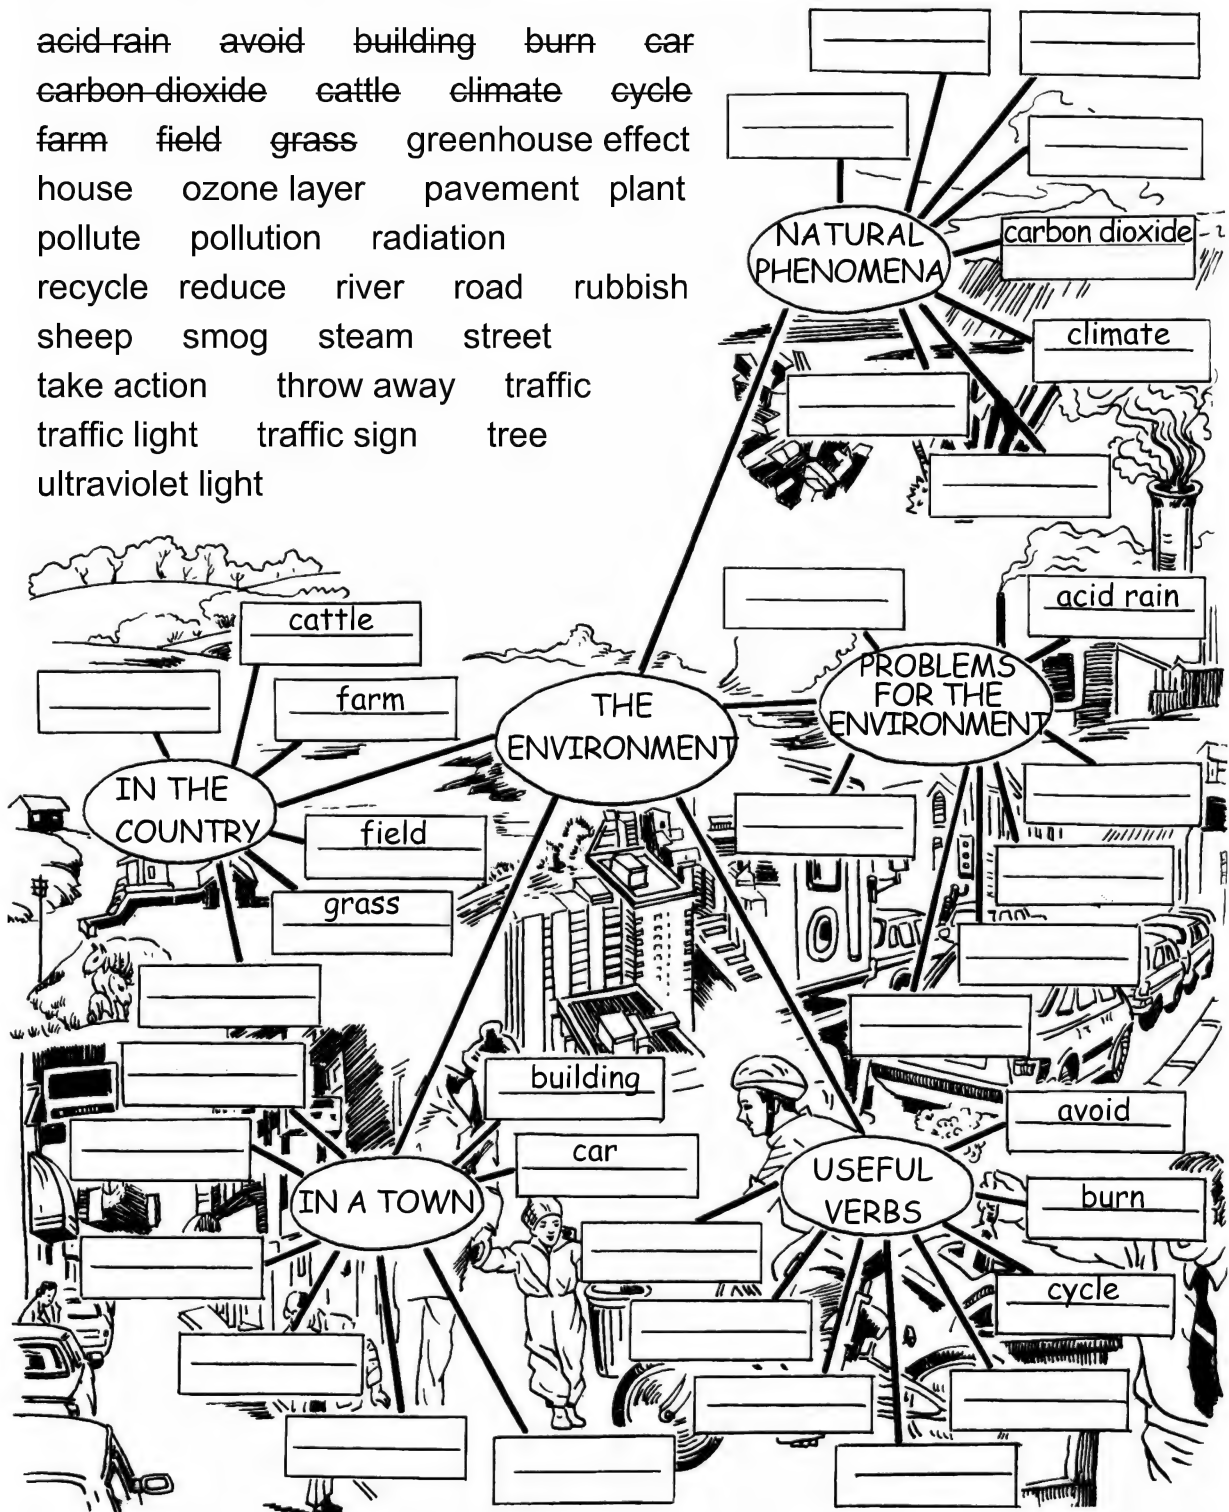 acid rain avoid building burn car
carbon dioxide cattle climate cycle
farm field grass greenhouse effect
house ozone layer pavement plant
pollute pollution radiation
recycle reduce river road rubbish
sheep smog steam street
take action throw away traffic
traffic light traffic sign tree
ultraviolet light
NATURAL
PHENOMENA
carbon dioxide
climate
acid rain
PROBLEMS
FOR THE
ENVIRONMENT
THE
ENVIRONMENT
cattle
farm
IN THE
COUNTRY
field
grass
building
car
IN A TOWN
avoid
USEFUL
VERBS
burn
cycle